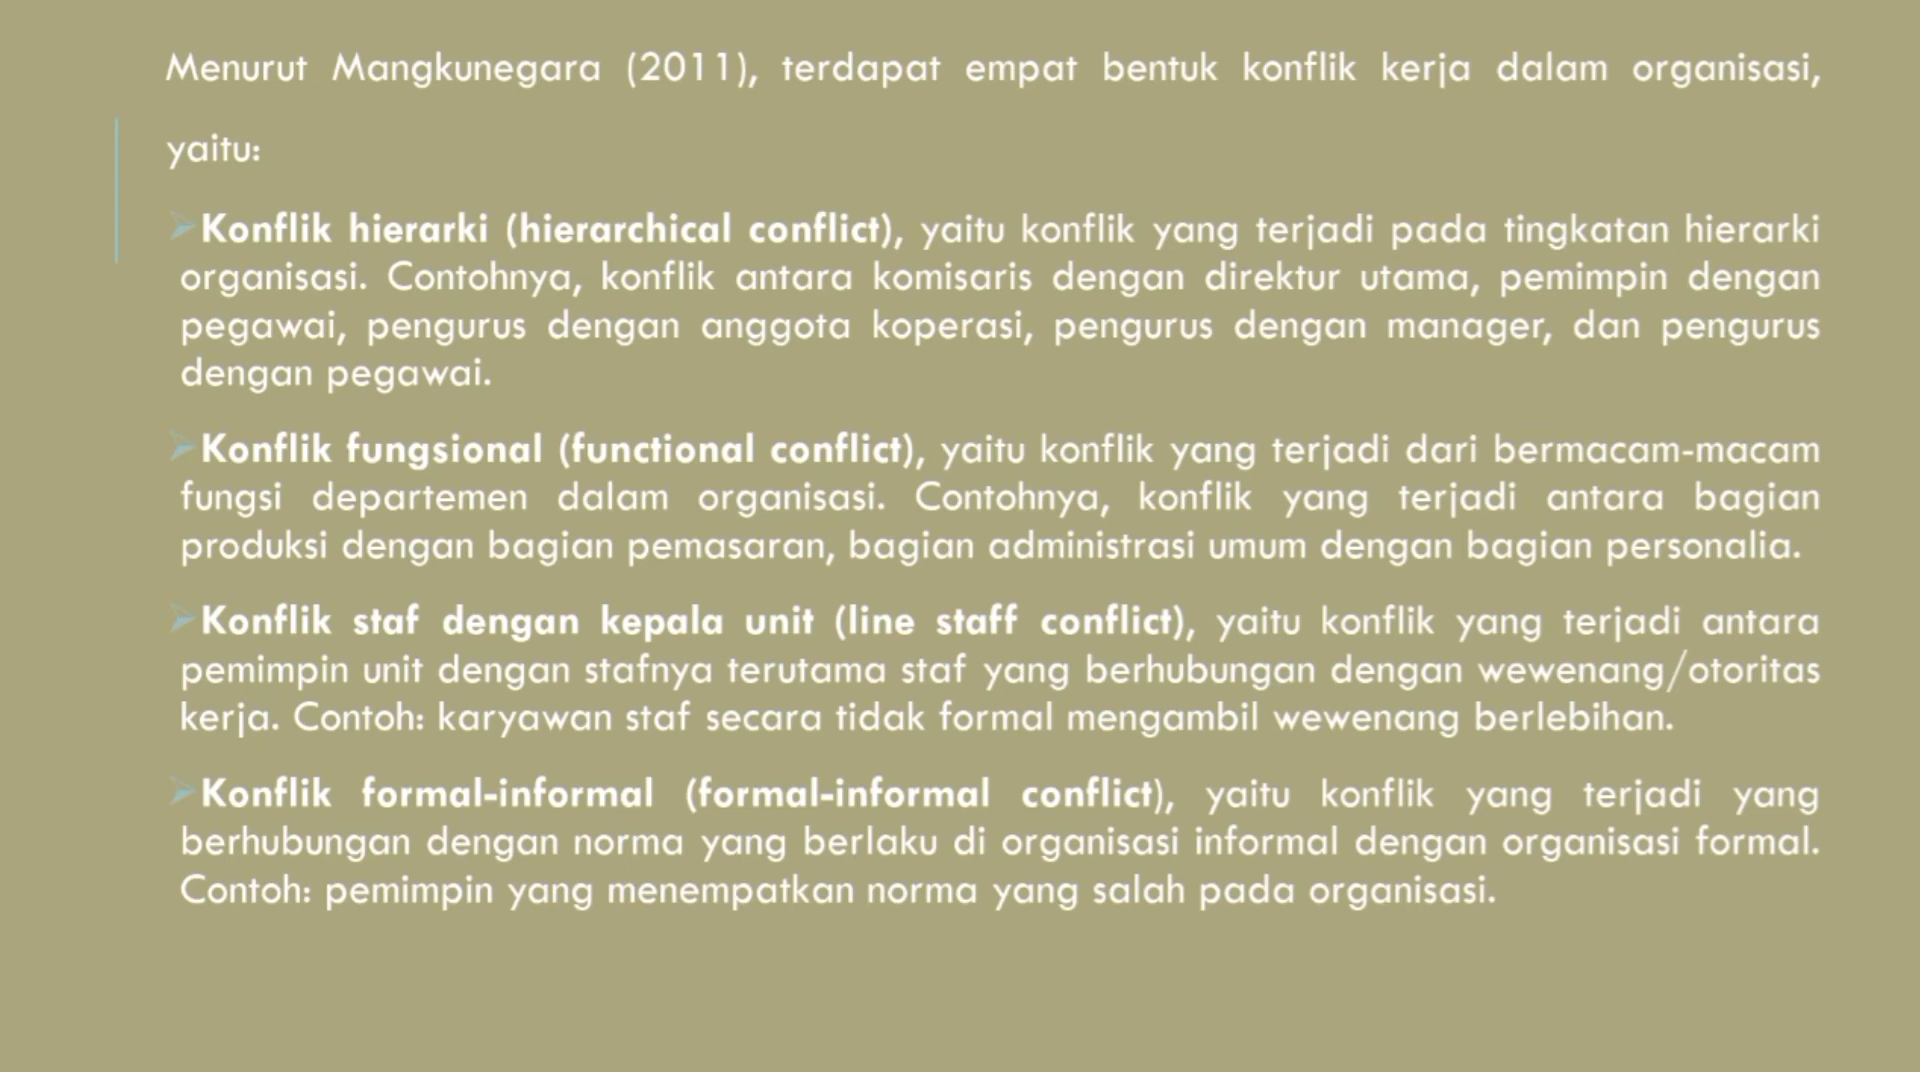 Menurut Mangkunegara (2011), terdapat empat bentuk konflik kerja dalam organisasi,
yaitu:
Konflik hierarki (hierarchical conflict), yaitu konflik yang terjadi pada tingkatan hierarki
organisasi. Contohnya, konflik antara komisaris dengan direktur utama, pemimpin dengan
pegawai, pengurus dengan anggota koperasi, pengurus dengan manager, dan pengurus
dengan pegawai.
Konflik fungsional (functional conflict), yaitu konflik yang terjadi dari bermacam-macam
fungsi departemen dalam organisasi. Contohnya, konflik yang terjadi antara bagian
produksi dengan bagian pemasaran, bagian administrasi umum dengan bagian personalia.
Konflik staf dengan kepala unit (line staff conflict), yaitu konflik yang terjadi antara
pemimpin unit dengan stafnya terutama staf yang berhubungan dengan wewenang/otoritas
kerja. Contoh: karyawan staf secara tidak formal mengambil wewenang berlebihan.
Konflik formal-informal (formal-informal conflict), yaitu konflik yang terjadi yang
berhubungan dengan norma yang berlaku di organisasi informal dengan organisasi formal.
Contoh: pemimpin yang menempatkan norma yang salah pada organisasi.